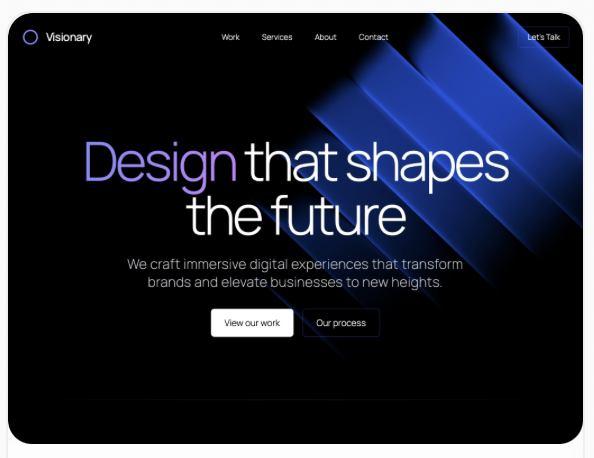 Visionary
Work
Services
About
Contact
Let's Talk
Design that shapes
the future
We craft immersive digital experiences that transform
brands and elevate businesses to new heights.
View our work
Our process